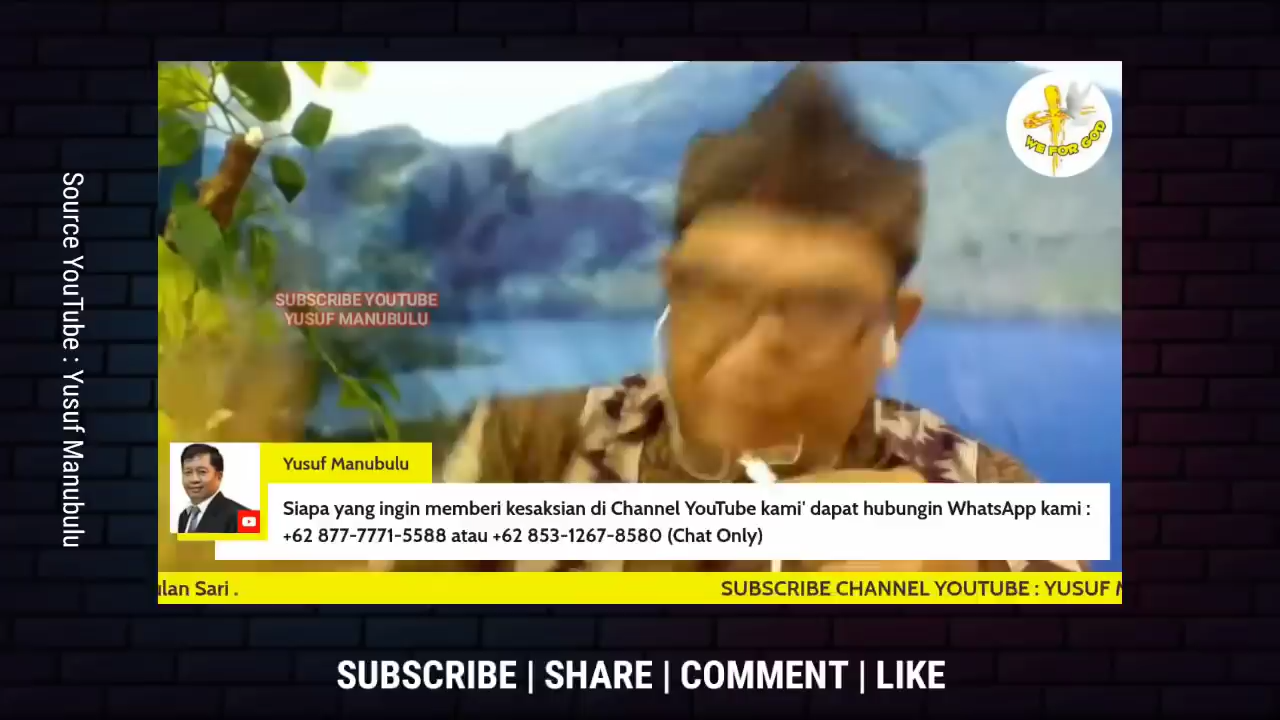 WE FOR GOD
Source YouTube : Yusuf Manubulu
SUBSCRIBE YOUTUBE
YUSUF MANUBULU
Yusuf Manubulu
Siapa yang ingin memberi kesaksian di Channel YouTube kami' dapat hubungin WhatsApp kami :
+62 877-7771-5588 atau +62 853-1267-8580 (Chat Only)
ulan Sari . SUBSCRIBE CHANNEL YOUTUBE : YUSUF
SUBSCRIBE | SHARE | COMMENT | LIKE